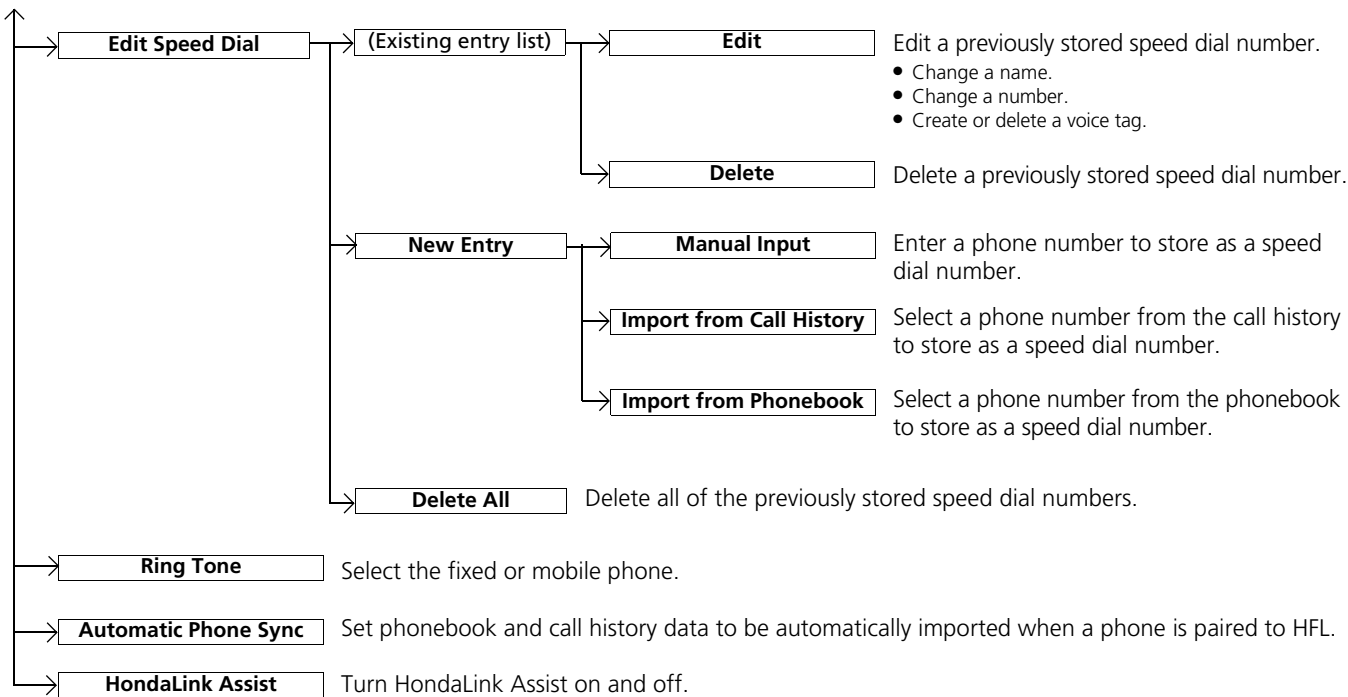 Edit Speed Dial
(Existing entry list)
Edit
Edit a previously stored speed dial number.
● Change a name.
● Change a number.
● Create or delete a voice tag.
Delete
Delete a previously stored speed dial number.
New Entry
Manual Input
Enter a phone number to store as a speed
dial number.
Import from Call History
Select a phone number from the call history
to store as a speed dial number.
Import from Phonebook
Select a phone number from the phonebook
to store as a speed dial number.
Delete All
Delete all of the previously stored speed dial numbers.
Ring Tone
Select the fixed or mobile phone.
Automatic Phone Sync
Set phonebook and call history data to be automatically imported when a phone is paired to HFL.
HondaLink Assist
Turn HondaLink Assist on and off.